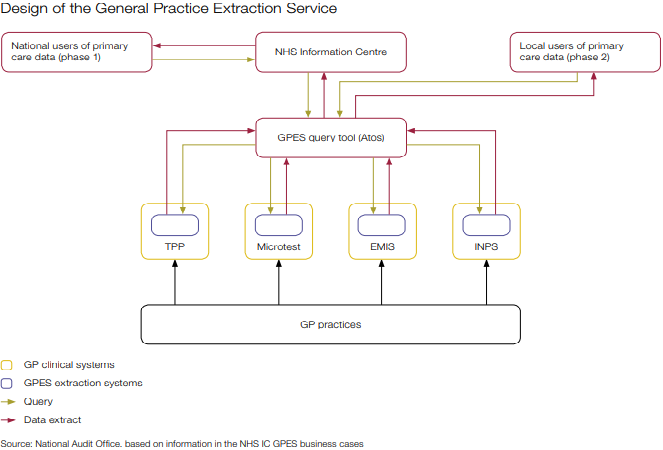 Design of the General Practice Extraction Service
National users of primary
care data (phase 1)
NHS Information Centre
Local users of primary
care data (phase 2)
GPES query tool (Atos)
TPP
Microtest
EMIS
INPS
GP practices
GP clinical systems
GPES extraction systems
Query
Data extract
Source: National Audit Office, based on information in the NHS IC GPES business cases